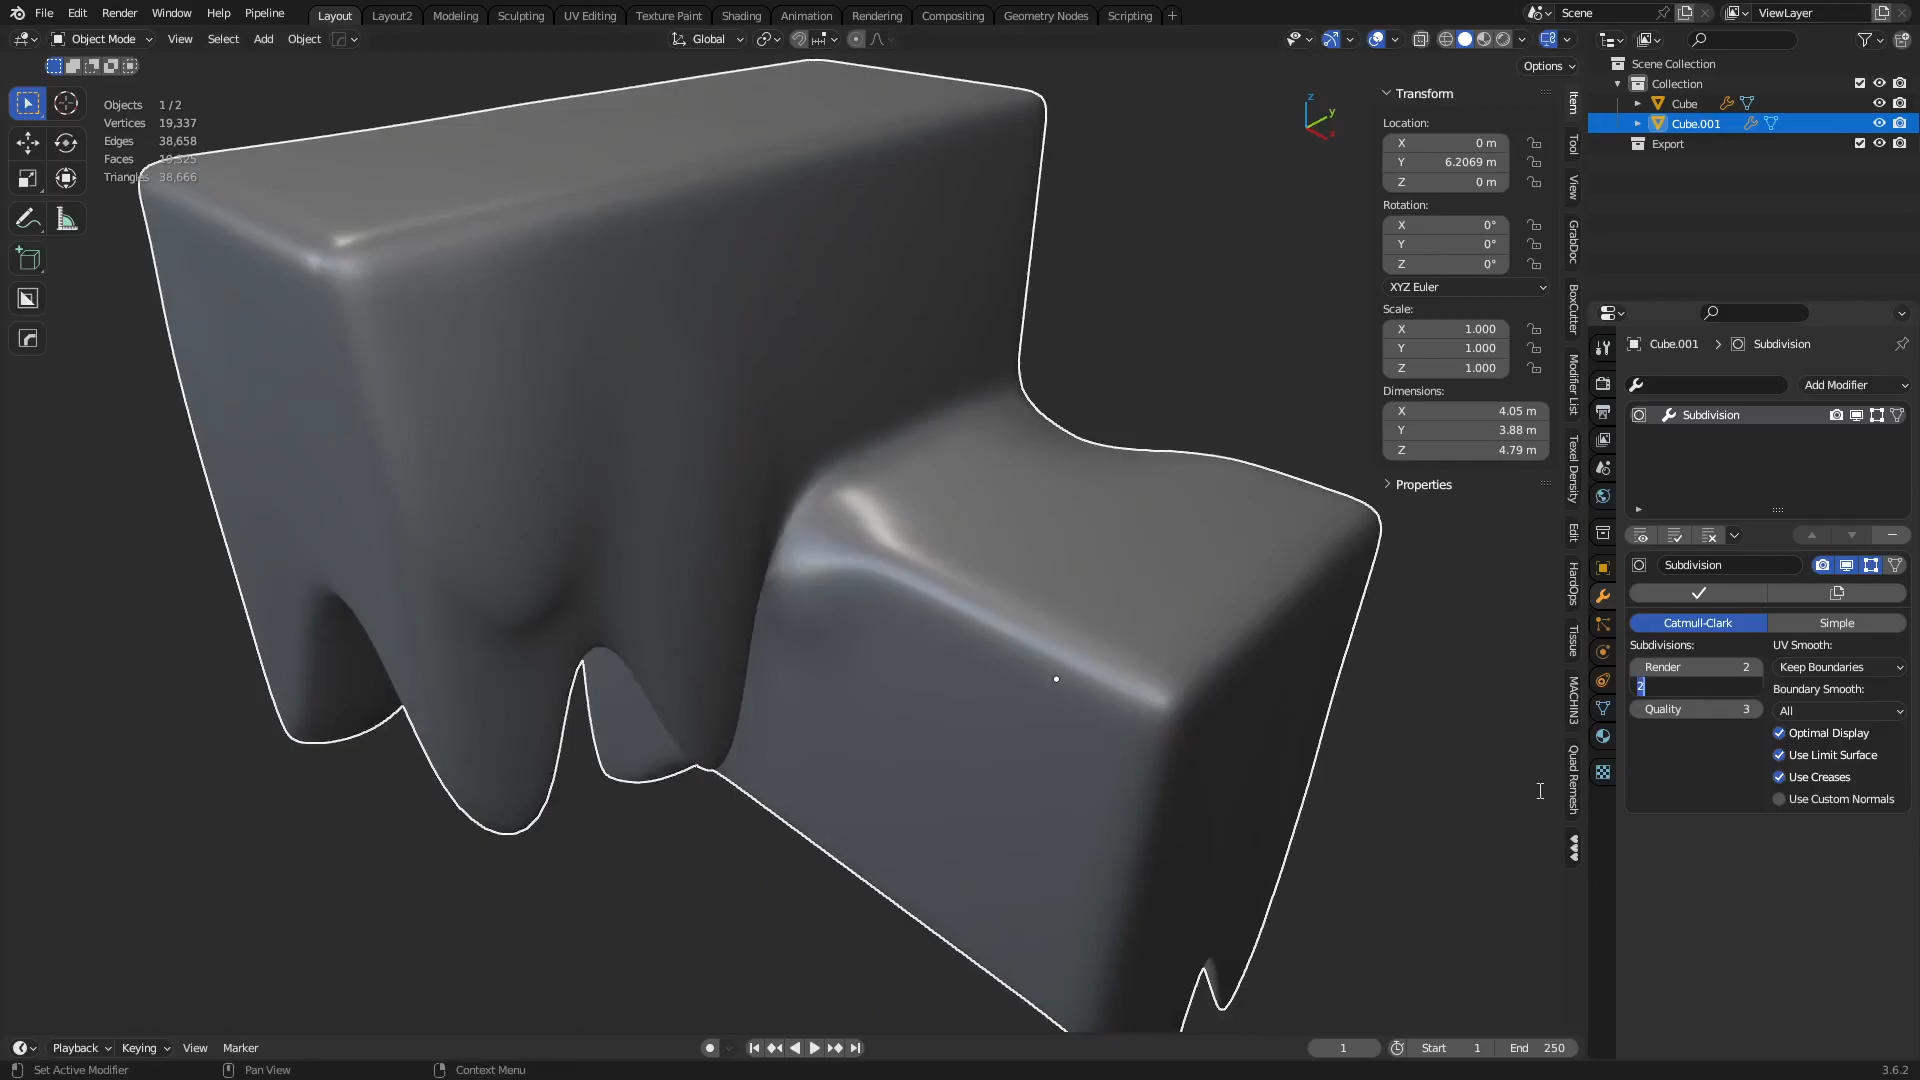 File Edit Render Window Help Pipeline Layout Layout2 Modeling Sculpting UV Editing Texture Paint Shading Animation Rendering Compositing Geometry Nodes Scripting + Scene ViewLayer
Object Mode View Select Add Object Global
Options
Objects 1 / 2
Vertices 19,337
Edges 38,658
Faces 19,325
Triangles 38,666
z
y
x
Transform
Location:
X 0 m
Y 6.2069 m
Z 0 m
Rotation:
X 0°
Y 0°
Z 0°
XYZ Euler
Scale:
X 1.000
Y 1.000
Z 1.000
Dimensions:
X 4.05 m
Y 3.88 m
Z 4.79 m
Properties
Item
Tool
View
GrabDoc
BoxCutter
Modifier List
Texel Density
Edit
HardOps
Tissue
MACHIN3
Quad Remesh
Scene Collection
Collection
Cube
Cube.001
Export
Cube.001 > Subdivision
Add Modifier
Subdivision
Subdivision
Catmull-Clark Simple
Subdivisions: UV Smooth:
Render 2 Keep Boundaries
2 Boundary Smooth:
Quality 3 All
Optimal Display
Use Limit Surface
Use Creases
Use Custom Normals
Playback Keying View Marker 1 Start 1 End 250
Set Active Modifier Pan View Context Menu 3.6.2